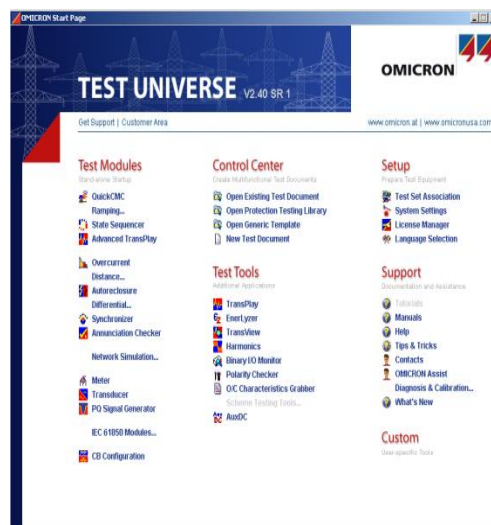 OMICRON Start Page
OMICRON
TEST UNIVERSE V2.40 SR 1
Get Support | Customer Area
www.omicron.at | www.omicronusa.com
Test Modules
Stand-alone Startup
QuickCMC
Ramping...
State Sequencer
Advanced TransPlay
Overcurrent
Distance...
Autoreclosure
Differential...
Synchronizer
Annunciation Checker
Network Simulation...
Meter
Transducer
PQ Signal Generator
IEC 61850 Modules...
CB Configuration
Control Center
Create Multifunctional Test Documents
Open Existing Test Document
Open Protection Testing Library
Open Generic Template
New Test Document
Test Tools
Additional Applications
TransPlay
EnerLyzer
TransView
Harmonics
Binary I/O Monitor
Polarity Checker
O/C Characteristics Grabber
Scheme Testing Tools...
AuxDC
Setup
Prepare Test Equipment
Test Set Association
System Settings
License Manager
Language Selection
Support
Documentation and Assistance
Tutorials
Manuals
Help
Tips & Tricks
Contacts
OMICRON Assist
Diagnosis & Calibration...
What's New
Custom
User-specific Tools